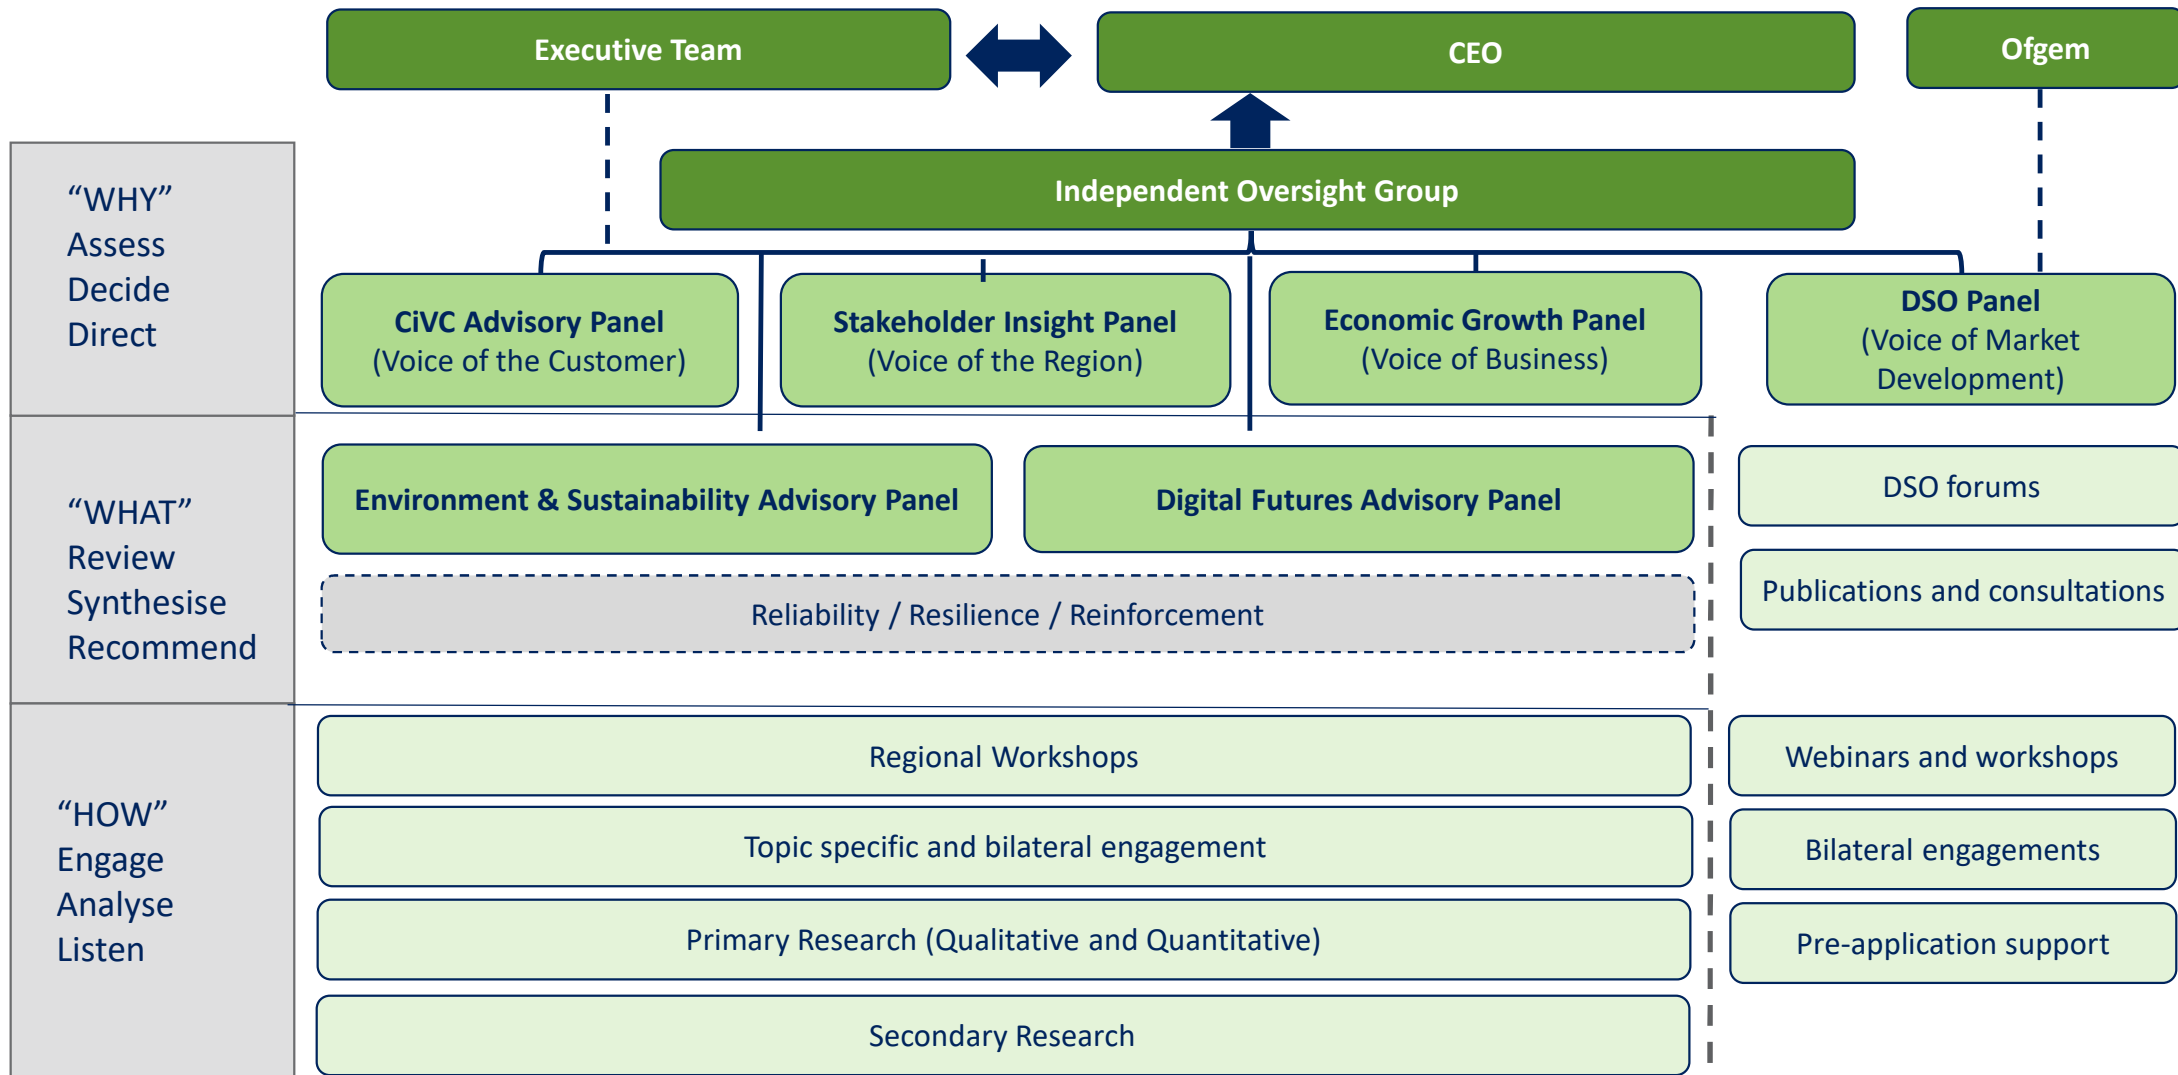 Executive Team
CEO
Ofgem
Independent Oversight Group
“WHY”
Assess
Decide
Direct
CiVC Advisory Panel
(Voice of the Customer)
Stakeholder Insight Panel
(Voice of the Region)
Economic Growth Panel
(Voice of Business)
DSO Panel
(Voice of Market
Development)
“WHAT”
Review
Synthesise
Recommend
Environment & Sustainability Advisory Panel
Digital Futures Advisory Panel
Reliability / Resilience / Reinforcement
DSO forums
Publications and consultations
“HOW”
Engage
Analyse
Listen
Regional Workshops
Topic specific and bilateral engagement
Primary Research (Qualitative and Quantitative)
Secondary Research
Webinars and workshops
Bilateral engagements
Pre-application support